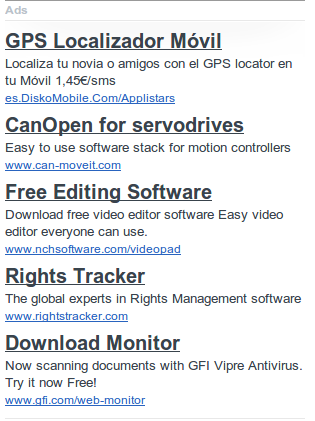 Ads
GPS Localizador Móvil
Localiza tu novia o amigos con el GPS locator en
tu Móvil 1,45€/sms
es.DiskoMobile.Com/Applistars
CanOpen for servodrives
Easy to use software stack for motion controllers
www.can-moveit.com
Free Editing Software
Download free video editor software Easy video
editor everyone can use.
www.nchsoftware.com/videopad
Rights Tracker
The global experts in Rights Management software
www.rightstracker.com
Download Monitor
Now scanning documents with GFI Vipre Antivirus.
Try it now Free!
www.gfi.com/web-monitor